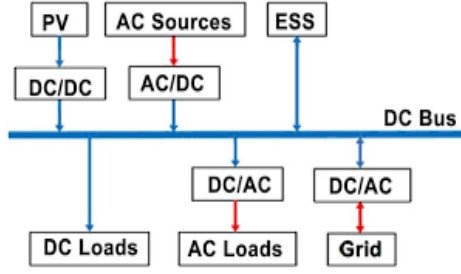 PV
AC Sources
ESS
DC/DC
AC/DC
DC Bus
DC/AC
DC/AC
DC Loads
AC Loads
Grid